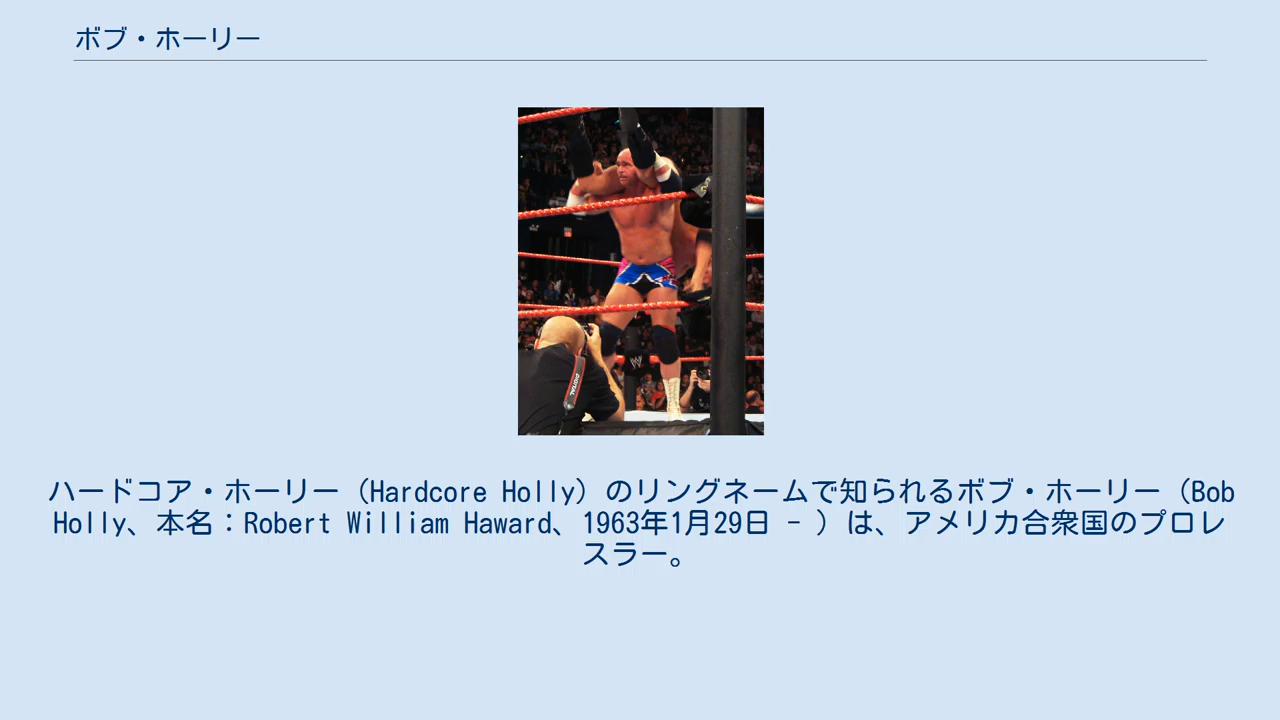 ボブ・ホーリー
DIGITAL
ハードコア・ホーリー（Hardcore Holly）のリングネームで知られるボブ・ホーリー（Bob
Holly、本名：Robert William Haward、1963年1月29日 - ）は、アメリカ合衆国のプロレ
スラー。